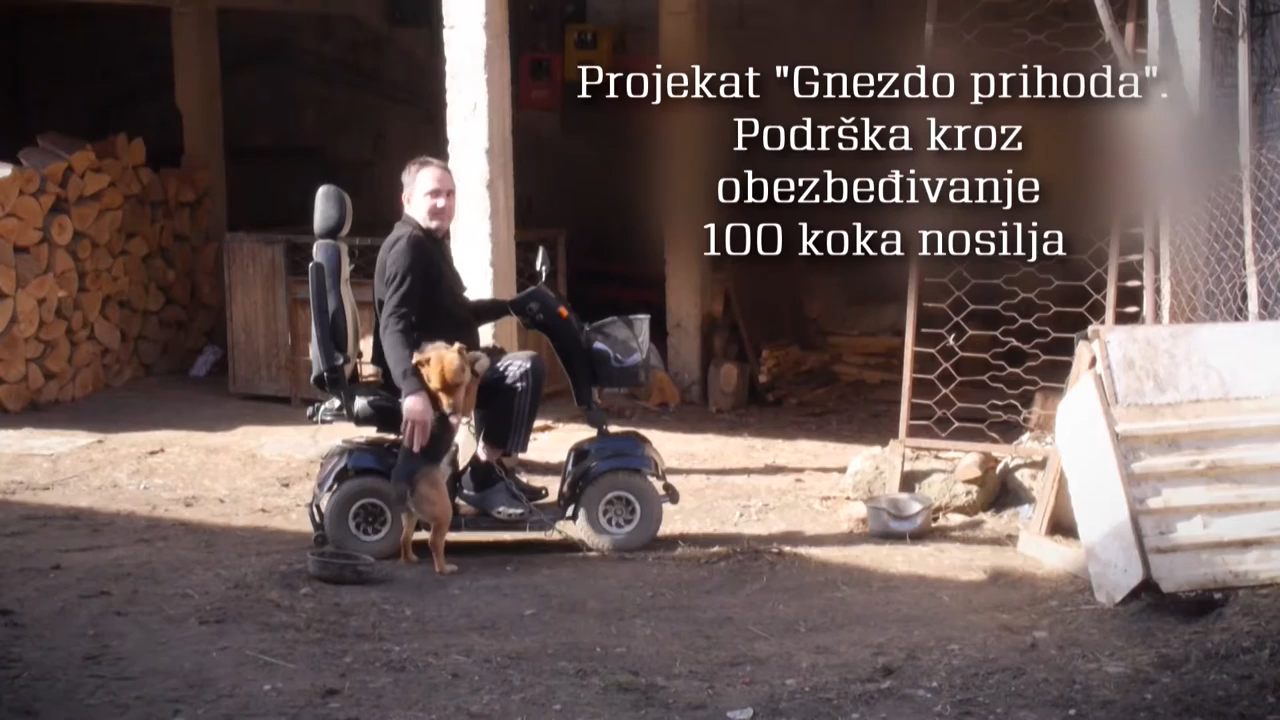 Projekat "Gnezdo prihoda".
Podrška kroz
obezbeđivanje
100 koka nosilja